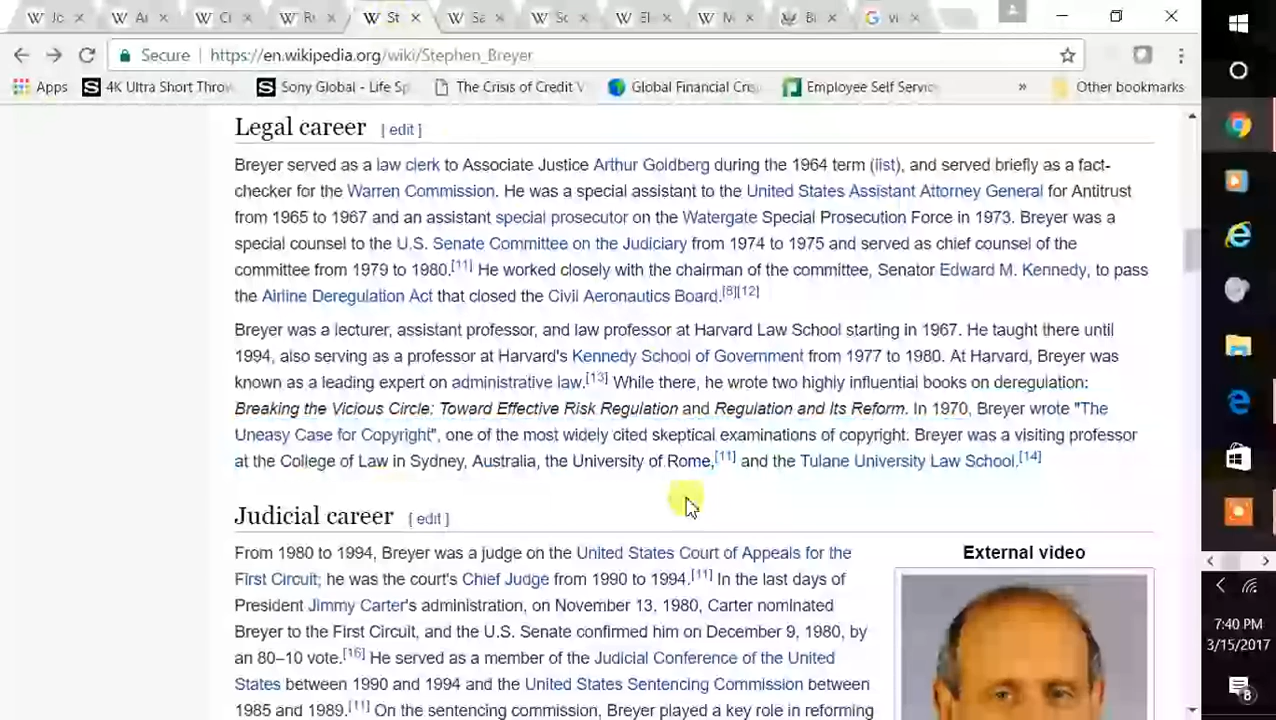 Jo
Ar
Ci
Ru
St
Sa
Sc
El
M
Bi
vi
Secure
https://en.wikipedia.org/wiki/Stephen_Breyer
Apps
4K Ultra Short Throw
Sony Global - Life Sp
The Crisis of Credit V
Global Financial Cris
Employee Self Servic
»
Other bookmarks
Legal career [ edit ]
Breyer served as a law clerk to Associate Justice Arthur Goldberg during the 1964 term (list), and served briefly as a fact-
checker for the Warren Commission. He was a special assistant to the United States Assistant Attorney General for Antitrust
from 1965 to 1967 and an assistant special prosecutor on the Watergate Special Prosecution Force in 1973. Breyer was a
special counsel to the U.S. Senate Committee on the Judiciary from 1974 to 1975 and served as chief counsel of the
committee from 1979 to 1980.[11] He worked closely with the chairman of the committee, Senator Edward M. Kennedy, to pass
the Airline Deregulation Act that closed the Civil Aeronautics Board.[8][12]
Breyer was a lecturer, assistant professor, and law professor at Harvard Law School starting in 1967. He taught there until
1994, also serving as a professor at Harvard's Kennedy School of Government from 1977 to 1980. At Harvard, Breyer was
known as a leading expert on administrative law.[13] While there, he wrote two highly influential books on deregulation:
Breaking the Vicious Circle: Toward Effective Risk Regulation and Regulation and Its Reform. In 1970, Breyer wrote "The
Uneasy Case for Copyright", one of the most widely cited skeptical examinations of copyright. Breyer was a visiting professor
at the College of Law in Sydney, Australia, the University of Rome,[11] and the Tulane University Law School.[14]
Judicial career [ edit ]
From 1980 to 1994, Breyer was a judge on the United States Court of Appeals for the
First Circuit; he was the court's Chief Judge from 1990 to 1994.[11] In the last days of
President Jimmy Carter's administration, on November 13, 1980, Carter nominated
Breyer to the First Circuit, and the U.S. Senate confirmed him on December 9, 1980, by
an 80–10 vote.[16] He served as a member of the Judicial Conference of the United
States between 1990 and 1994 and the United States Sentencing Commission between
1985 and 1989.[11] On the sentencing commission, Breyer played a key role in reforming
External video
7:40 PM
3/15/2017
8